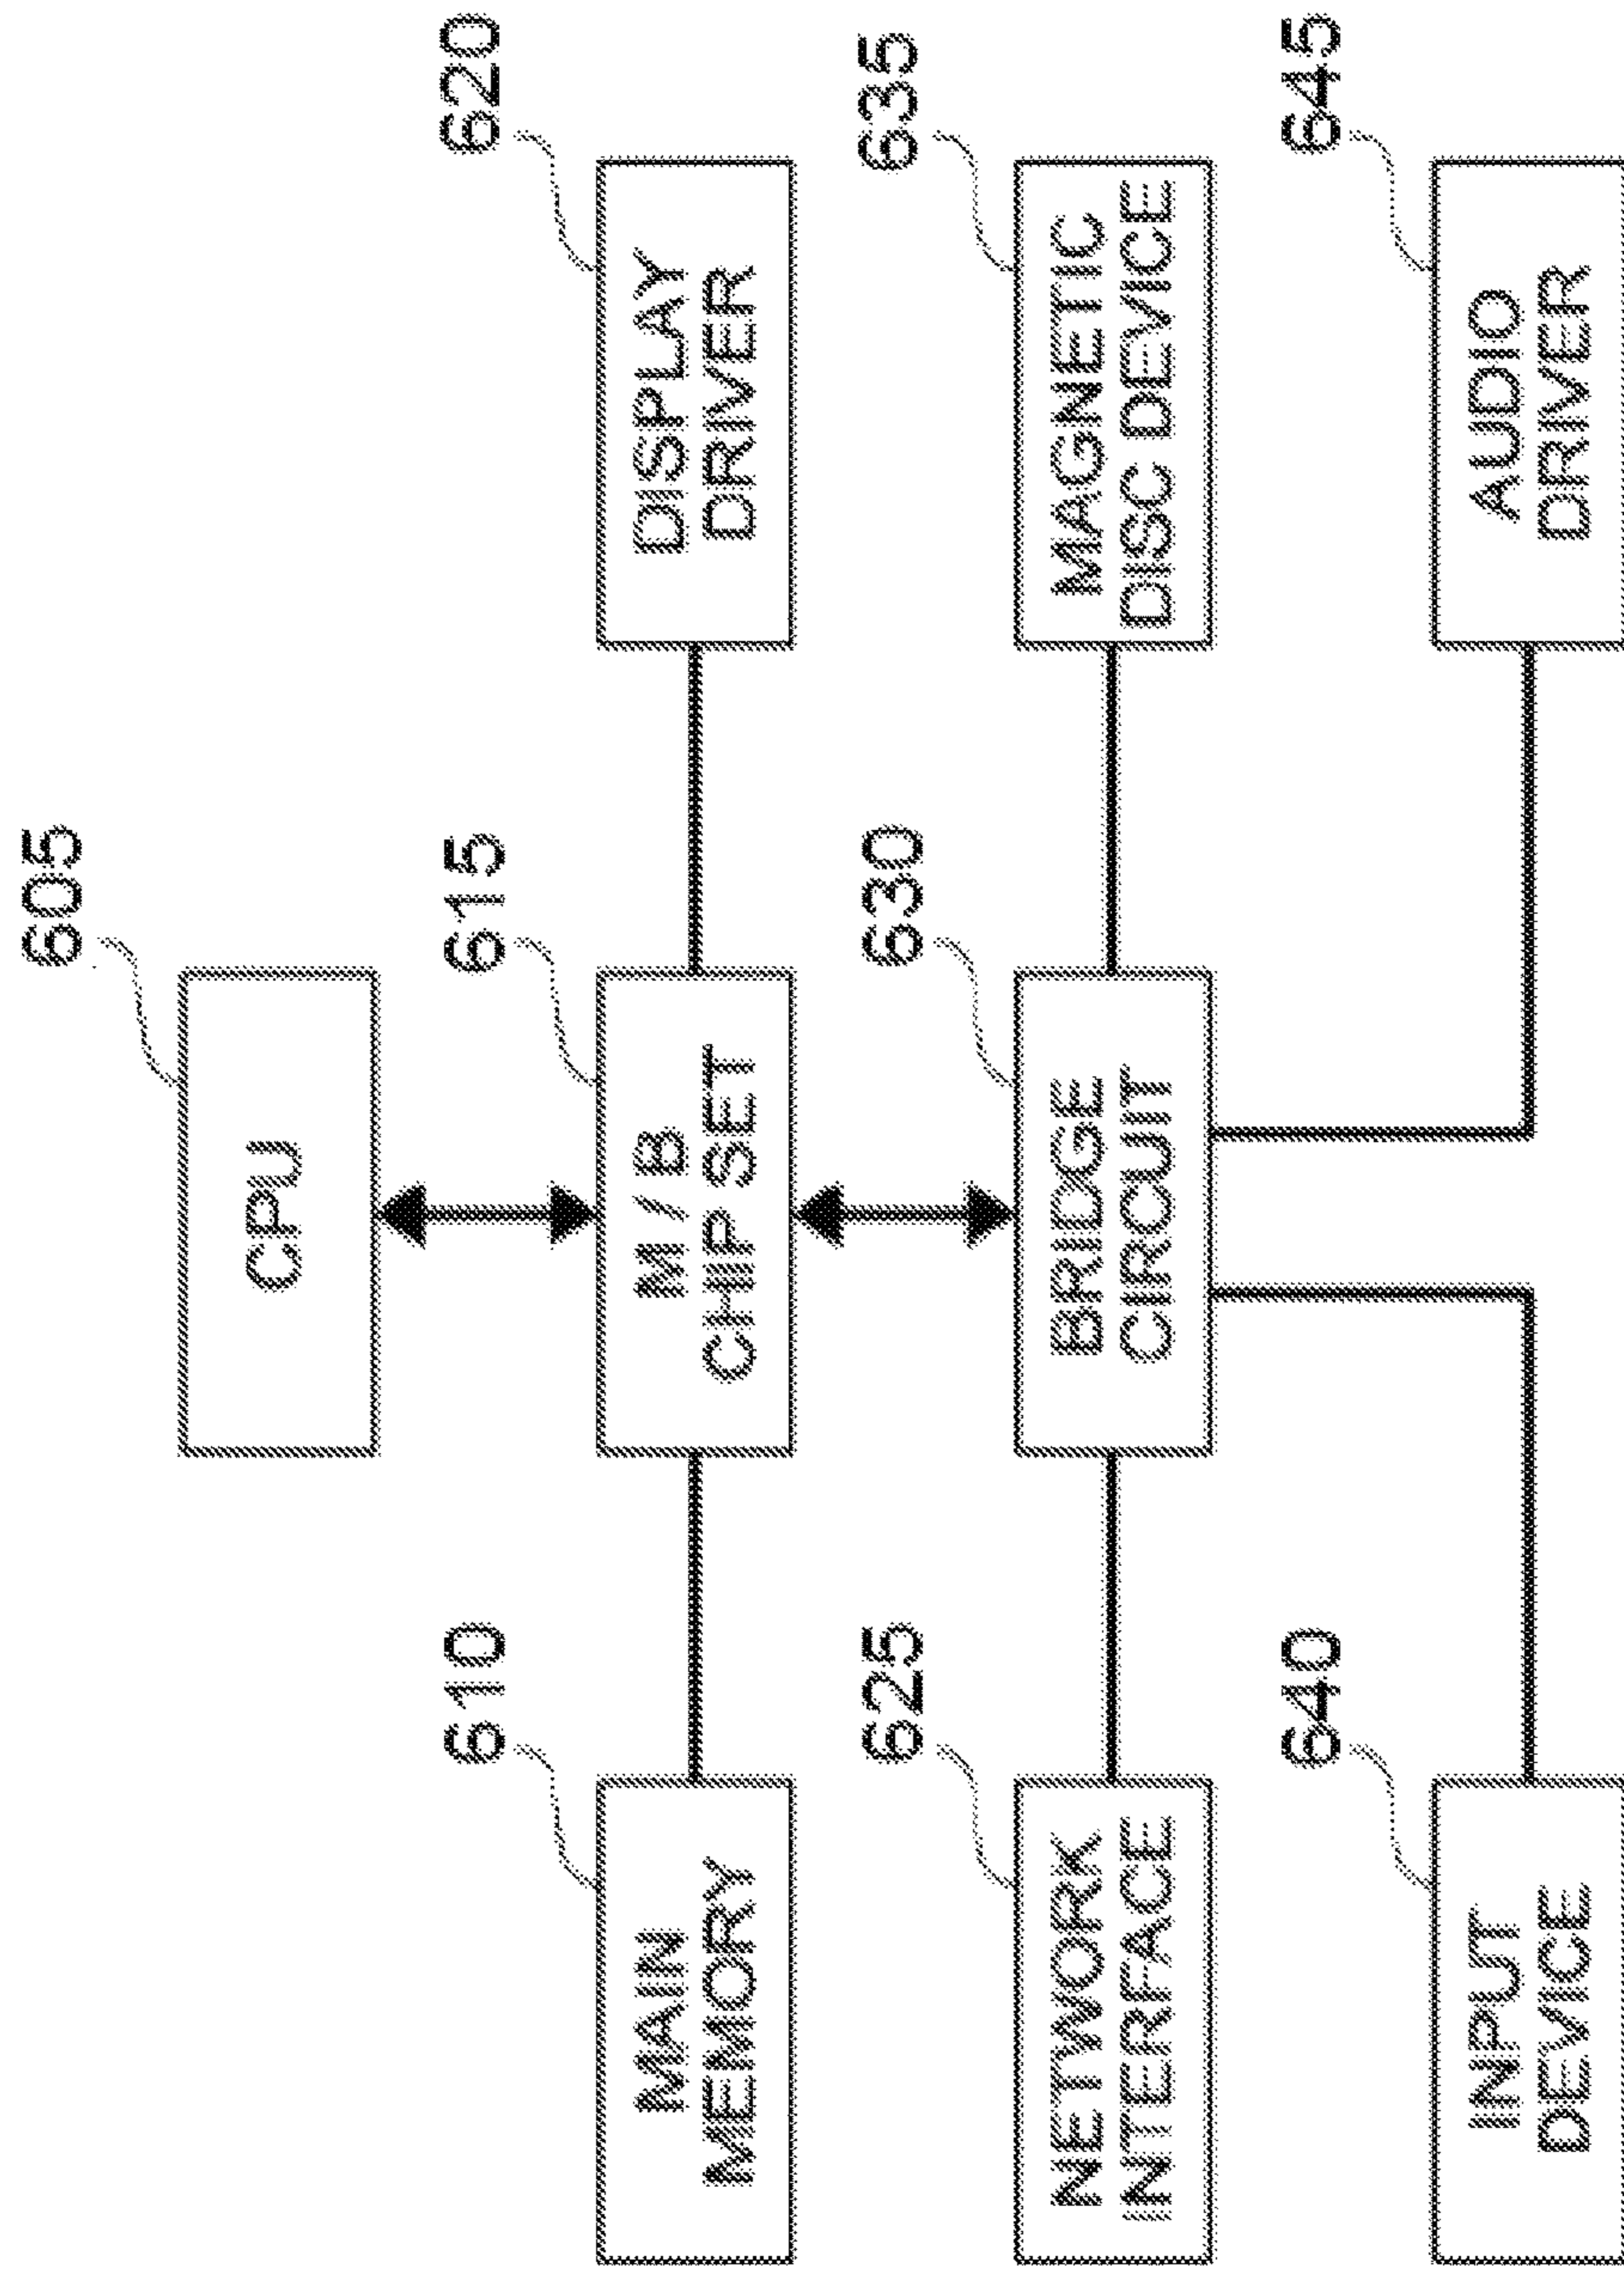 605
CPU
610
615
620
MAIN
MEMORY
M / B
CHIP SET
DISPLAY
DRIVER
625
630
635
NETWORK
INTERFACE
BRIDGE
CIRCUIT
MAGNETIC
DISC DEVICE
640
645
INPUT
DEVICE
AUDIO
DRIVER